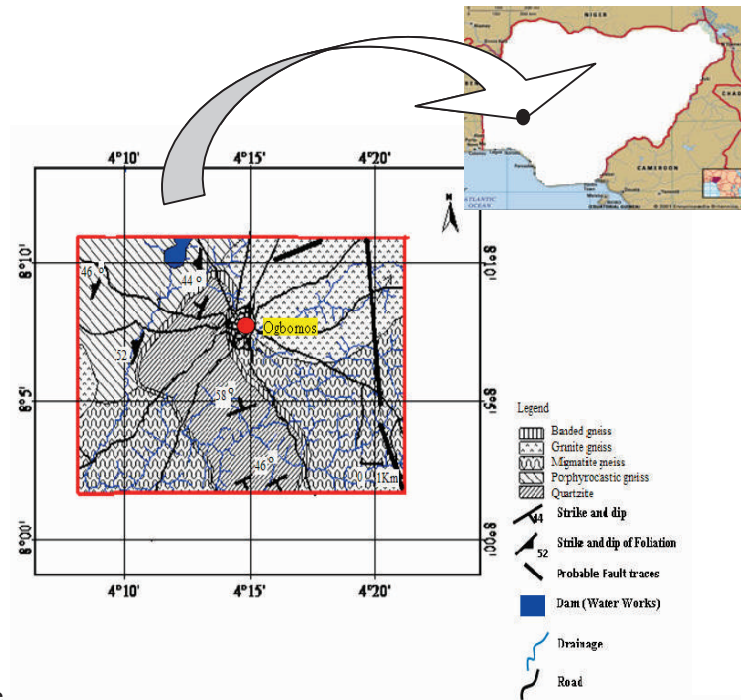 NIGER
CHAD
CAMEROON
ATLANTIC
OCEAN
4°10' 4°15' 4°20'
N
8°10' 8°10'
46 °
44 °
Ogbomos
52
8°5' 8°5'
58 °
46 °
0 1Km
8°00' 8°00'
4°10' 4°15' 4°20'
Legend
Banded gneiss
Granite gneiss
Migmatite gneiss
Porphyrocastic gneiss
Quartzite
44 Strike and dip
52 Strike and dip of Foliation
Probable Fault traces
Dam (Water Works)
Drainage
Road